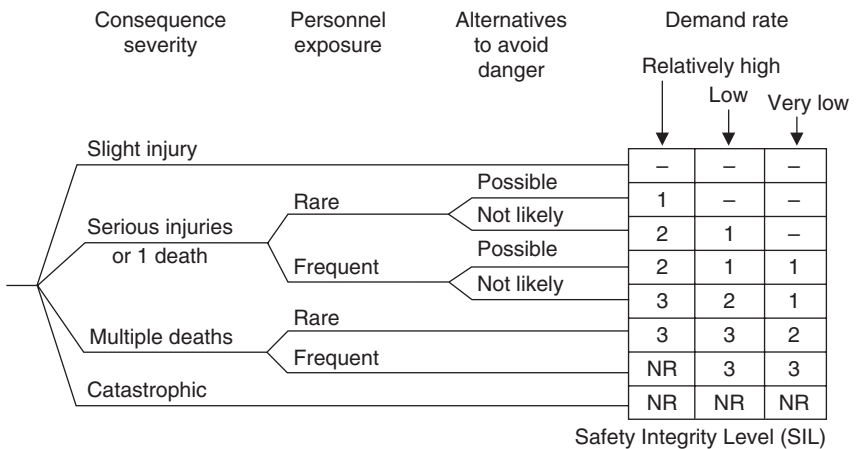 Consequence severity
Personnel exposure
Alternatives to avoid danger
Demand rate
Relatively high
Low
Very low
Slight injury
– – –
Possible
1 – –
Rare
Not likely
2 1 –
Serious injuries or 1 death
Possible
2 1 1
Frequent
Not likely
3 2 1
Rare
3 3 2
Multiple deaths
Frequent
NR 3 3
Catastrophic
NR NR NR
Safety Integrity Level (SIL)